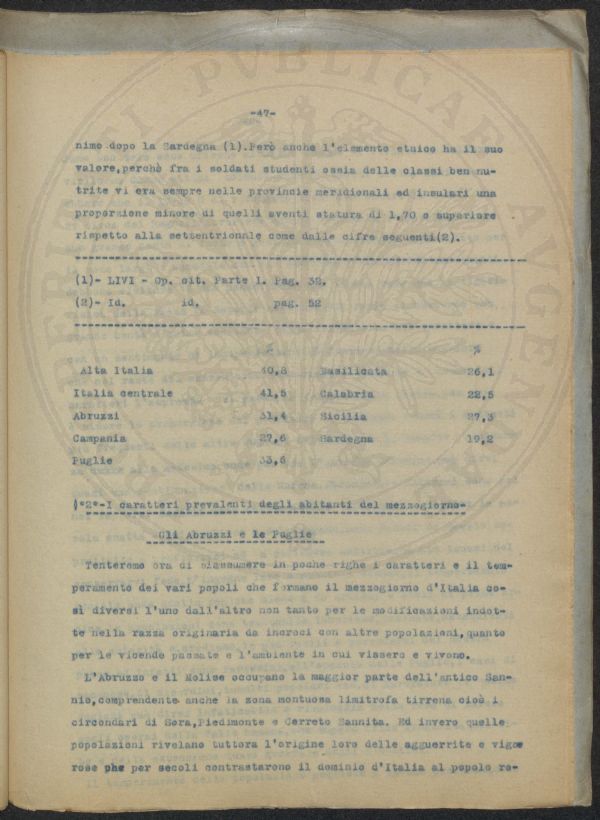 -47-
nimo dopo la Sardegna (1).Però anche l'elemento etnico ha il suo
valore,perchè fra i soldati studenti ossia delle classi ben nu-
trite vi era sempre nelle provincie meridionali ed insulari una
proporzione minore di quelli aventi statura di 1,70 o superiore
rispetto alla settentrionale come dalle cifre seguenti(2).
(1)- LIVI - Op. cit. Parte I. Pag. 32.
(2)- Id. id. pag. 52
% %
Alta Italia 40,8 Basilicata 26,1
Italia centrale 41,5 Calabria 22,5
Abruzzi 31,4 Sicilia 27,3
Campania 27,6 Sardegna 19,2
Puglie 33,6
§°2°-I caratteri prevalenti degli abitanti del mezzogiorno-
Gli Abruzzi e le Puglie
Tenteremo ora di riassumere in poche righe i caratteri e il tem-
peramento dei vari popoli che formano il mezzogiorno d'Italia co-
sì diversi l'uno dall'altro non tanto per le modificazioni indot-
te nella razza originaria da incroci con altre popolazioni,quanto
per le vicende passate e l'ambiente in cui vissero e vivono.
L'Abruzzo e il Molise occupano la maggior parte dell'antico San-
nio,comprendente anche la zona montuosa limitrofa tirrena cioè i
circondari di Sora,Piedimonte e Cerreto Sannita. Ed invero quelle
popolazioni rivelano tuttora l'origine loro delle agguerrite e vigo=
rose che per secoli contrastarono il dominio d'Italia al popolo ro-